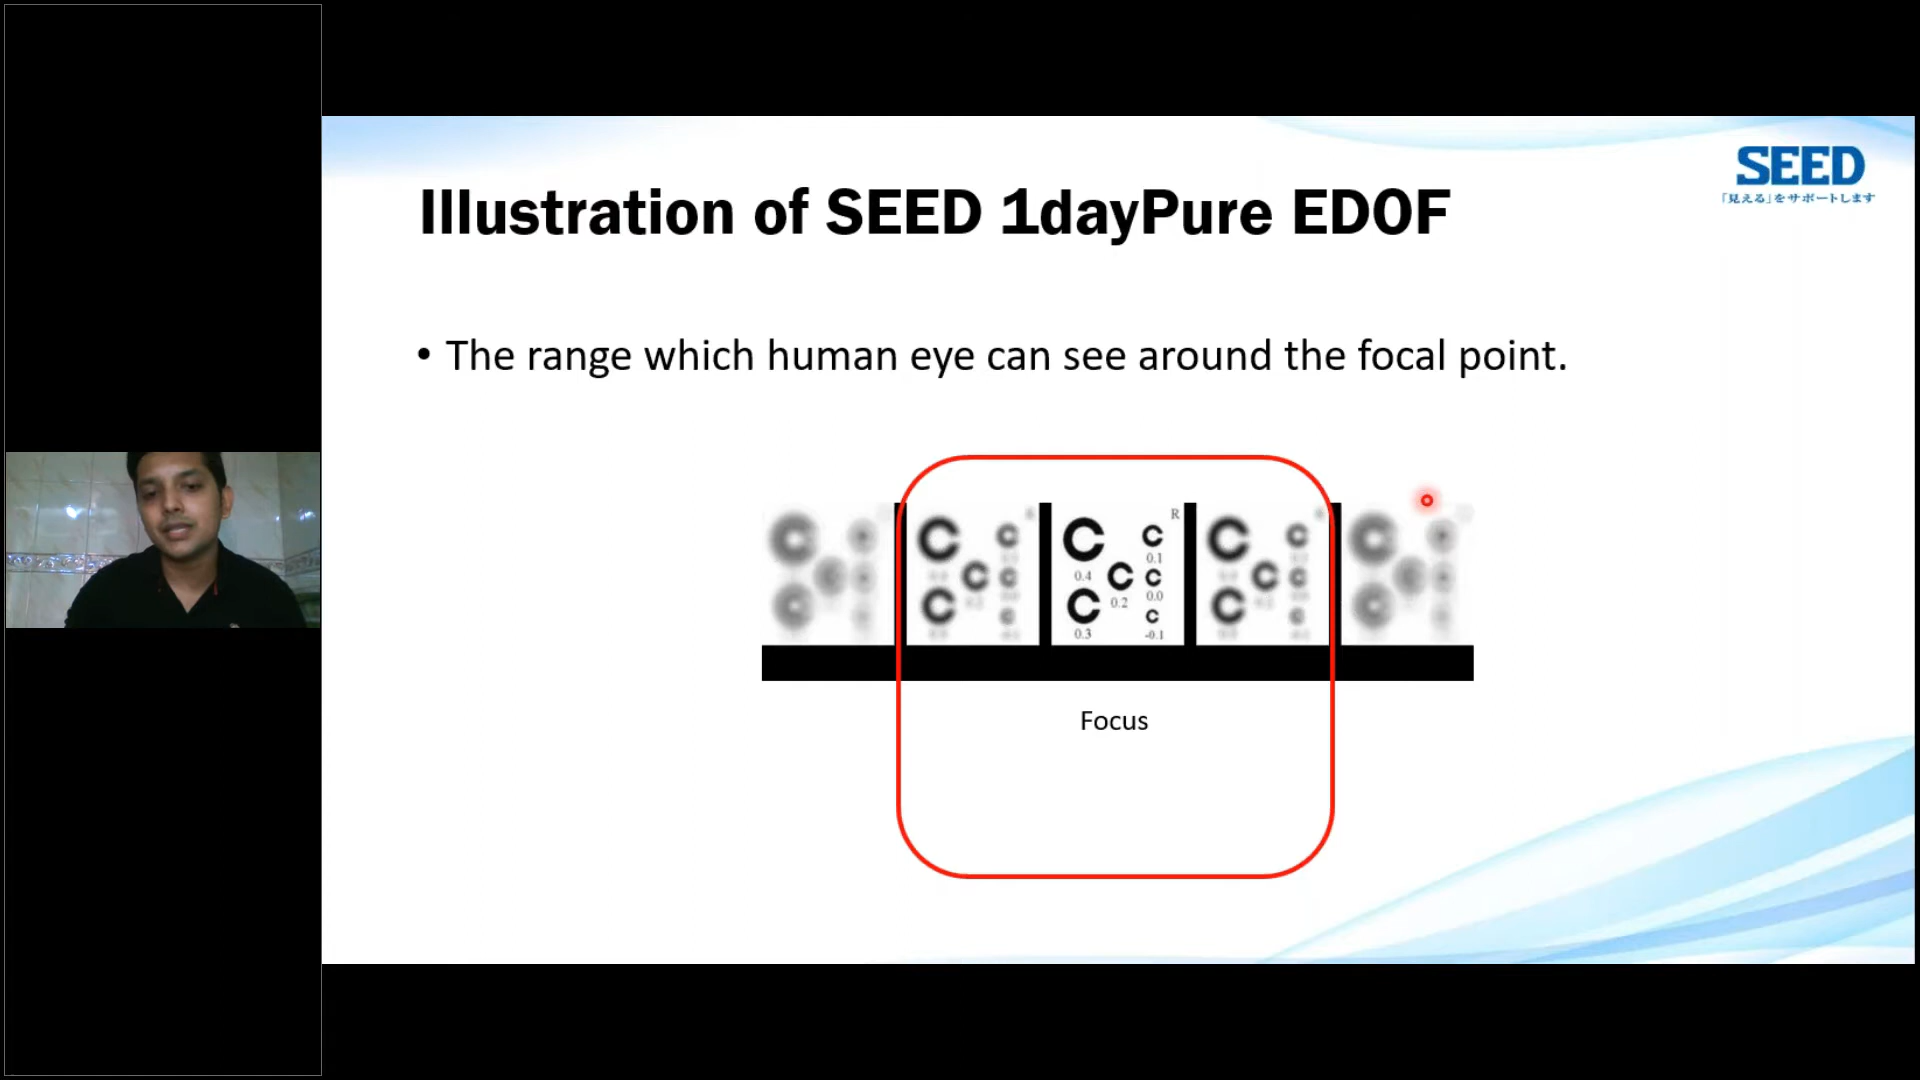 SEED
「見える」をサポートします
Illustration of SEED 1dayPure EDOF
• The range which human eye can see around the focal point.
C C C R C C
0.1
0.4 C C
0.2 0.0
C C
0.3 -0.1
Focus